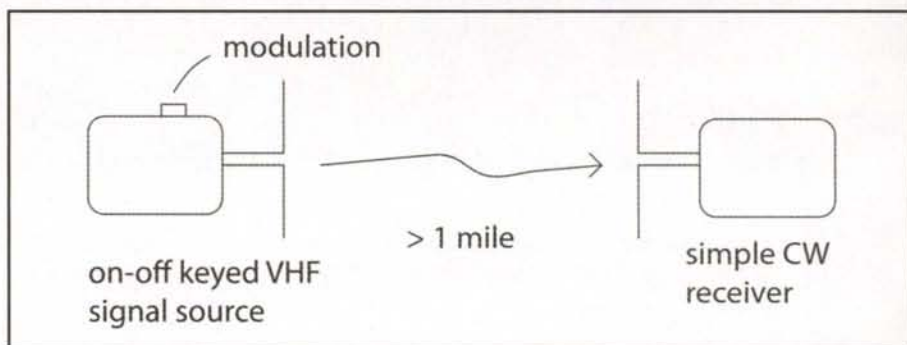 modulation
> 1 mile
on-off keyed VHF
signal source
simple CW
receiver